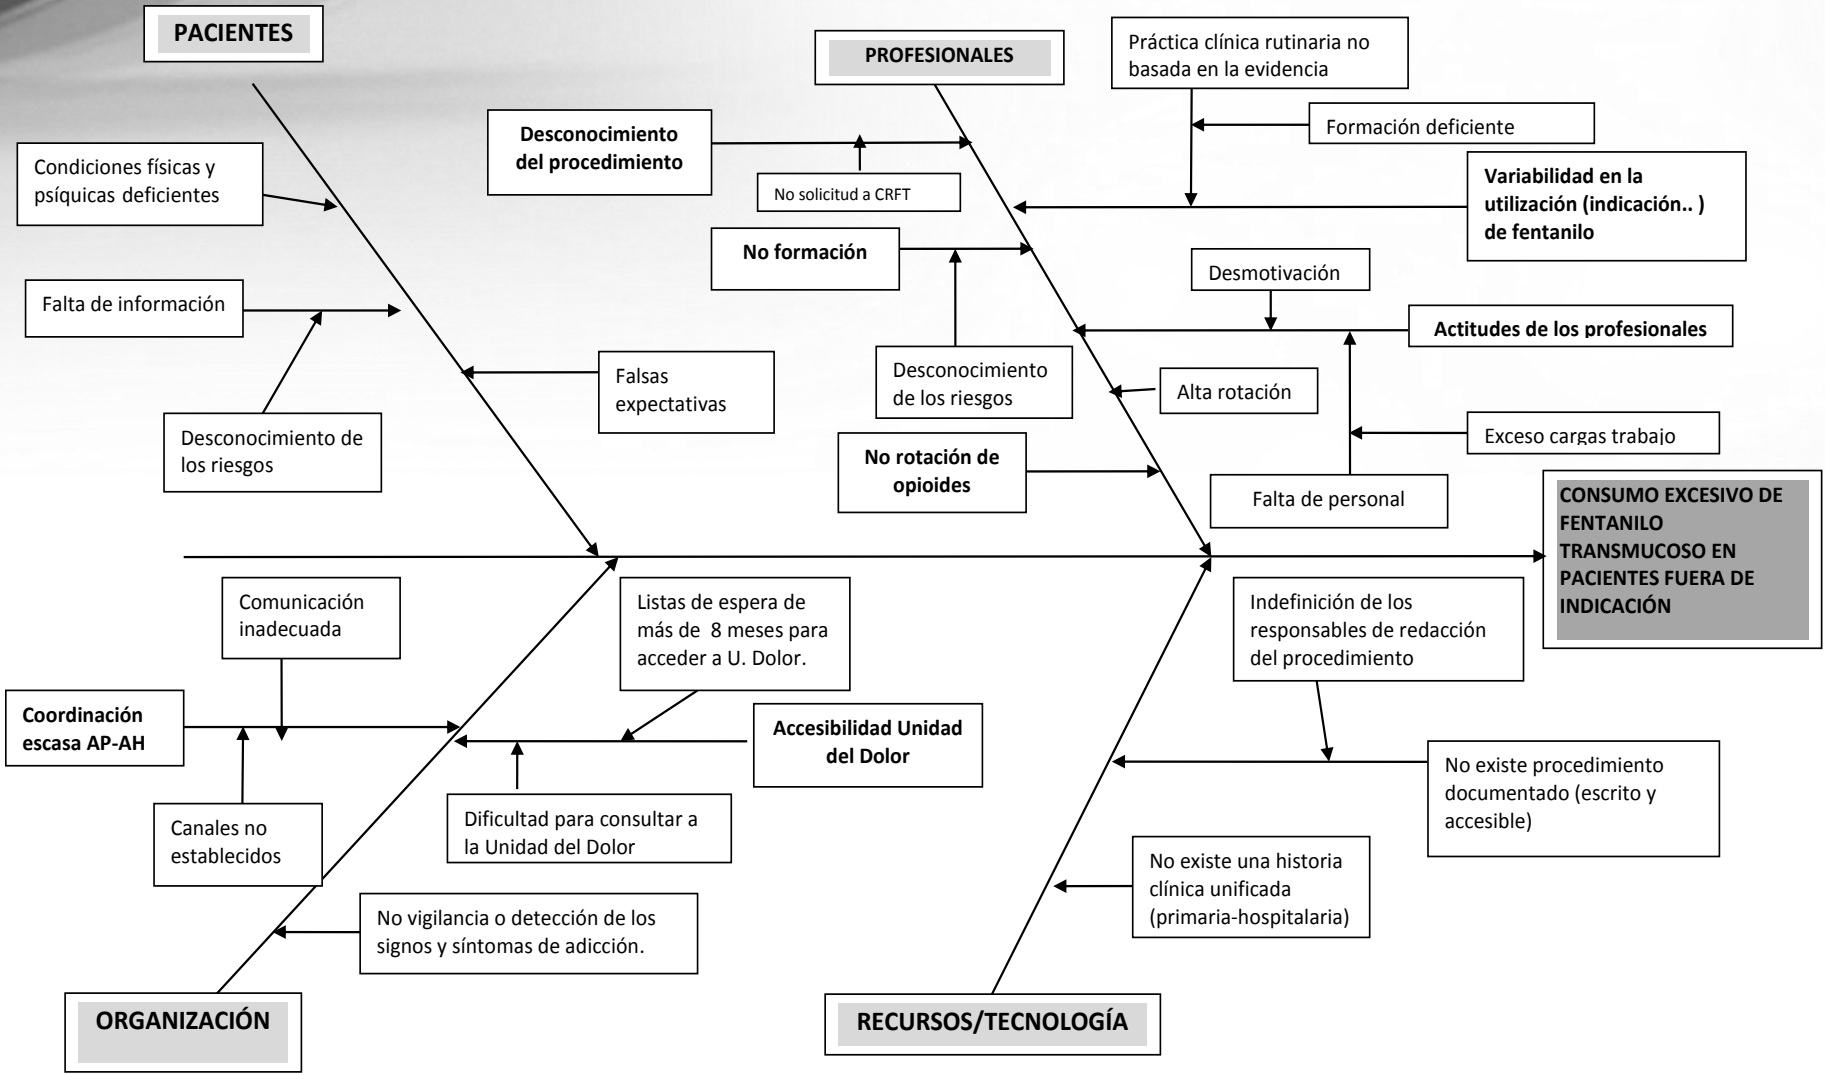 PACIENTES
PROFESIONALES
Práctica clínica rutinaria no
basada en la evidencia
Formación deficiente
Desconocimiento
del procedimiento
No solicitud a CRFT
Condiciones físicas y
psíquicas deficientes
Variabilidad en la
utilización (indicación.. )
de fentanilo
No formación
Desmotivación
Falta de información
Actitudes de los profesionales
Falsas
expectativas
Desconocimiento
de los riesgos
Alta rotación
Desconocimiento de
los riesgos
Exceso cargas trabajo
No rotación de
opioides
Falta de personal
CONSUMO EXCESIVO DE
FENTANILO
TRANSMUCOSO EN
PACIENTES FUERA DE
INDICACIÓN
Comunicación
inadecuada
Listas de espera de
más de 8 meses para
acceder a U. Dolor.
Indefinición de los
responsables de redacción
del procedimiento
Coordinación
escasa AP-AH
Accesibilidad Unidad
del Dolor
No existe procedimiento
documentado (escrito y
accesible)
Canales no
establecidos
Dificultad para consultar a
la Unidad del Dolor
No existe una historia
clínica unificada
(primaria-hospitalaria)
No vigilancia o detección de los
signos y síntomas de adicción.
ORGANIZACIÓN
RECURSOS/TECNOLOGÍA